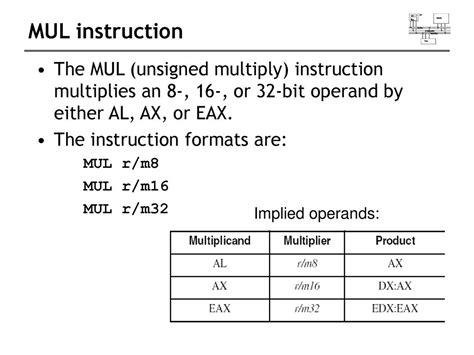 MUL instruction
• The MUL (unsigned multiply) instruction
multiplies an 8-, 16-, or 32-bit operand by
either AL, AX, or EAX.
• The instruction formats are:
MUL r/m8
MUL r/m16
MUL r/m32
Implied operands:
Multiplicand Multiplier Product
AL r/m8 AX
AX r/m16 DX:AX
EAX r/m32 EDX:EAX